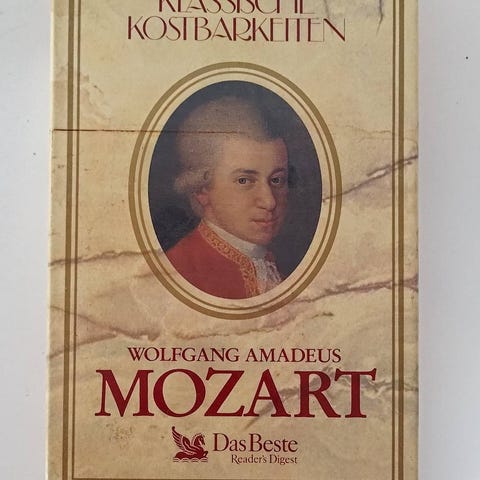 KLASSISCHE
KOSTBARKEITEN
WOLFGANG AMADEUS
MOZART
Das Beste
Reader's Digest